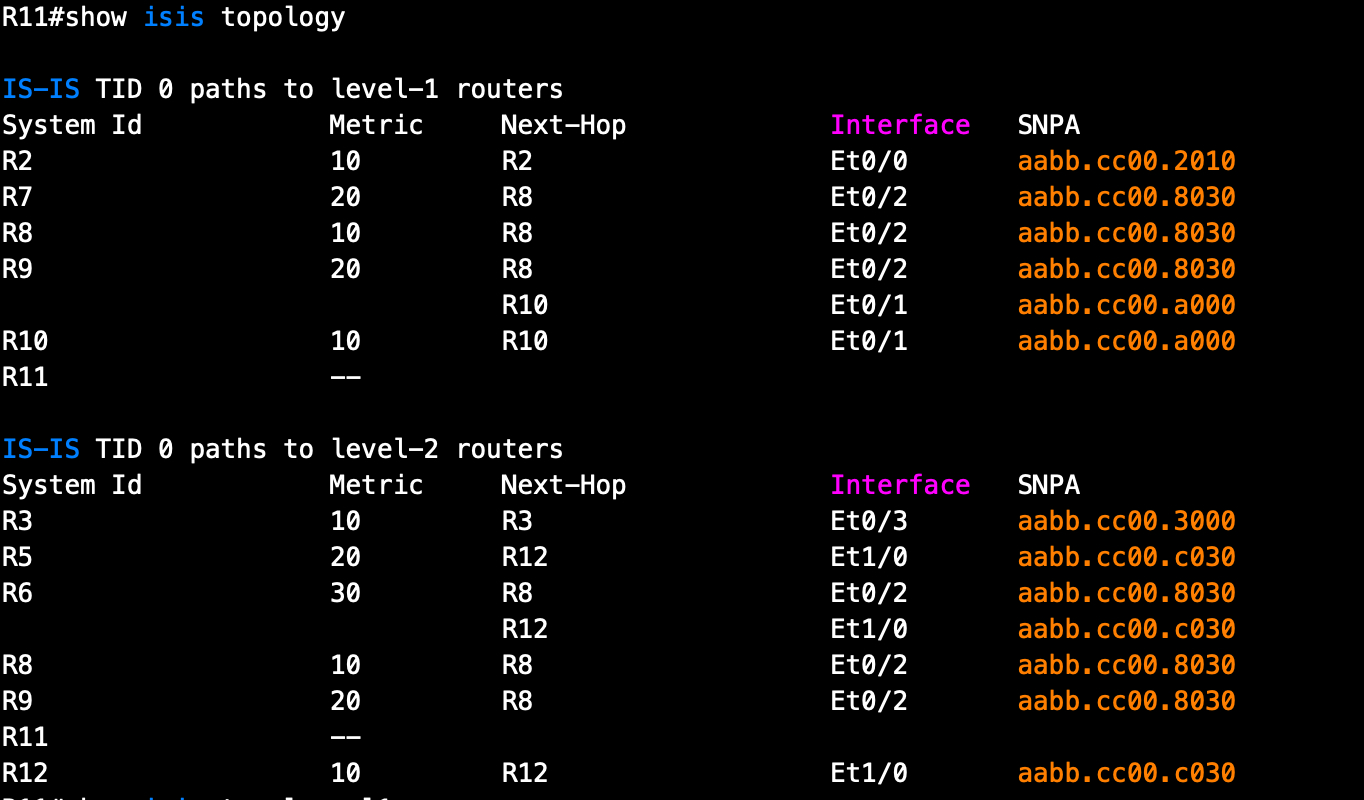 R11#show isis topology
IS-IS TID 0 paths to level-1 routers
System Id Metric Next-Hop Interface SNPA
R2 10 R2 Et0/0 aabb.cc00.2010
R7 20 R8 Et0/2 aabb.cc00.8030
R8 10 R8 Et0/2 aabb.cc00.8030
R9 20 R8 Et0/2 aabb.cc00.8030
R10 Et0/1 aabb.cc00.a000
R10 10 R10 Et0/1 aabb.cc00.a000
R11 --
IS-IS TID 0 paths to level-2 routers
System Id Metric Next-Hop Interface SNPA
R3 10 R3 Et0/3 aabb.cc00.3000
R5 20 R12 Et1/0 aabb.cc00.c030
R6 30 R8 Et0/2 aabb.cc00.8030
R12 Et1/0 aabb.cc00.c030
R8 10 R8 Et0/2 aabb.cc00.8030
R9 20 R8 Et0/2 aabb.cc00.8030
R11 --
R12 10 R12 Et1/0 aabb.cc00.c030